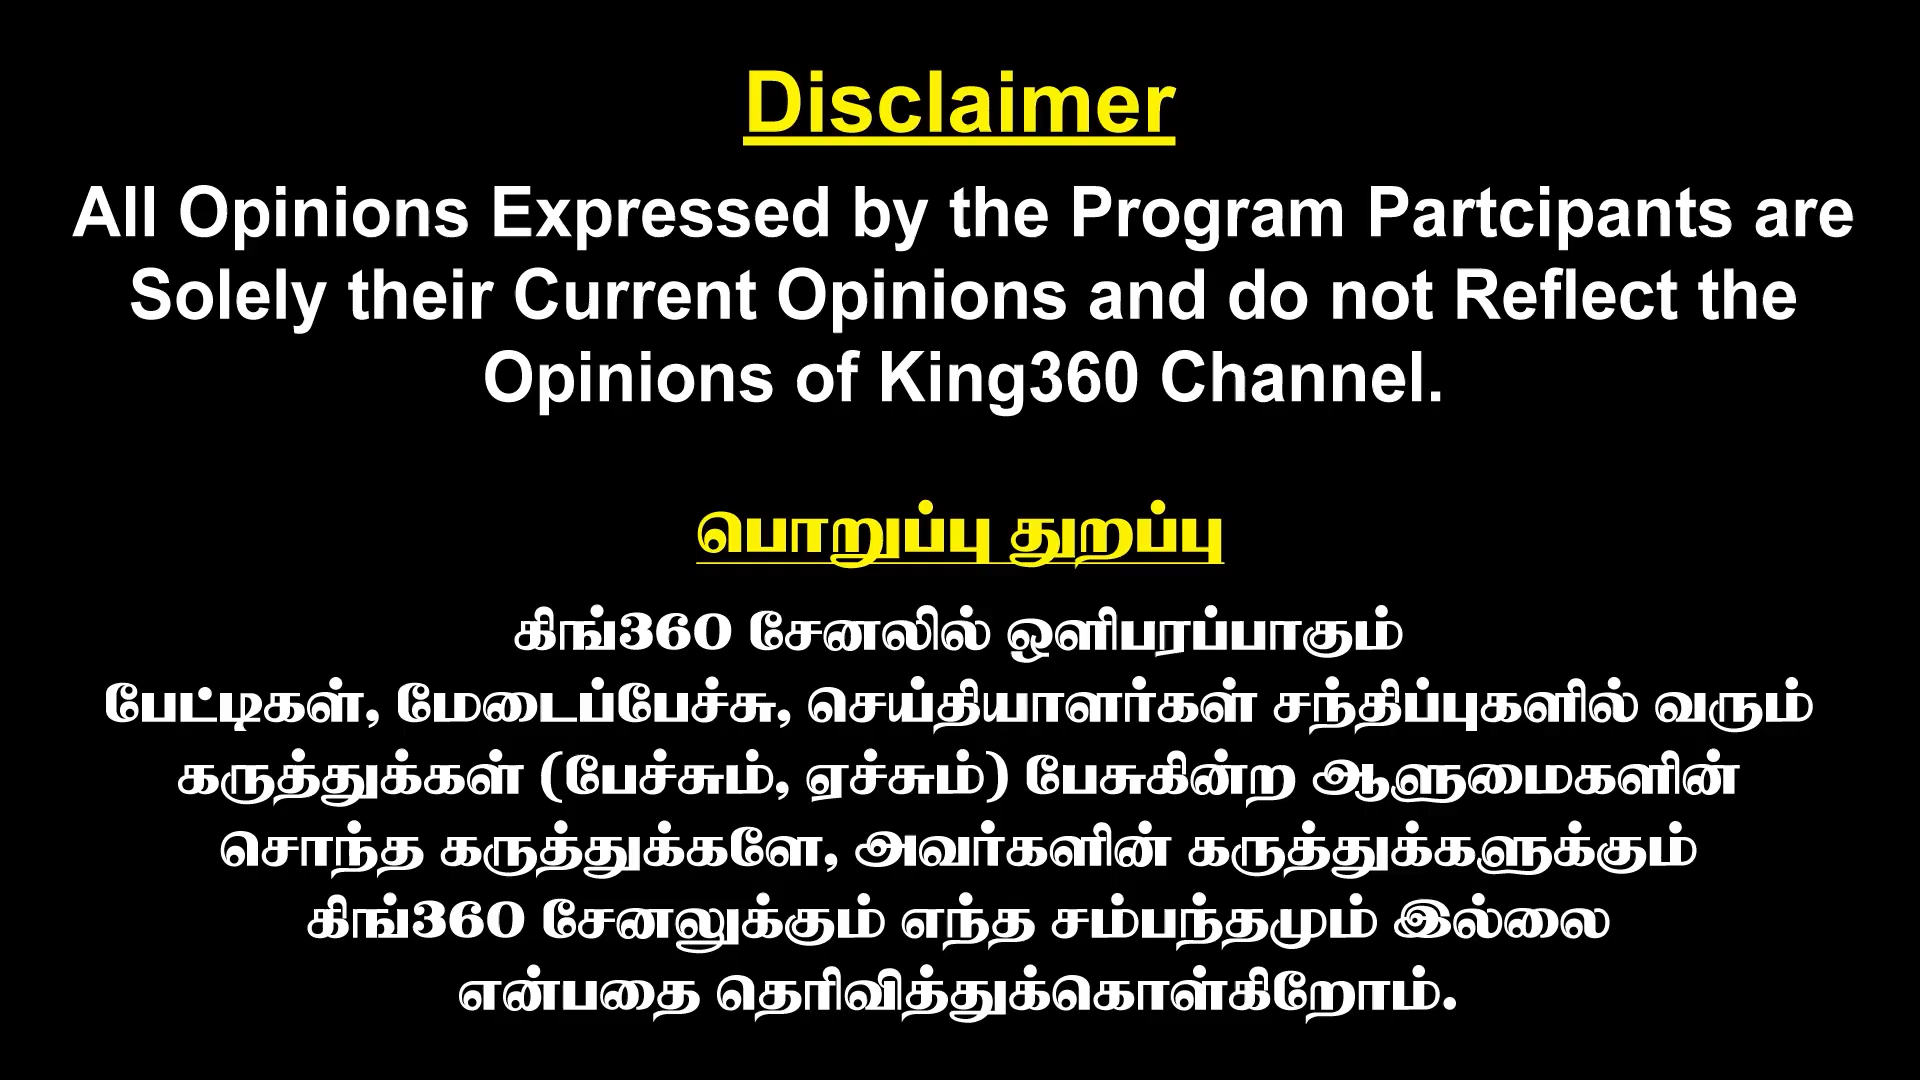 Disclaimer
All Opinions Expressed by the Program Partcipants are
Solely their Current Opinions and do not Reflect the
Opinions of King360 Channel.
பொறுப்பு துறப்பு
கிங்360 சேனலில் ஒளிபரப்பாகும்
பேட்டிகள், மேடைப்பேச்சு, செய்தியாளர்கள் சந்திப்புகளில் வரும்
கருத்துக்கள் (பேச்சும், ஏச்சும்) பேசுகின்ற ஆளுமைகளின்
சொந்த கருத்துக்களே, அவர்களின் கருத்துக்களுக்கும்
கிங்360 சேனலுக்கும் எந்த சம்பந்தமும் இல்லை
என்பதை தெரிவித்துக்கொள்கிறோம்.